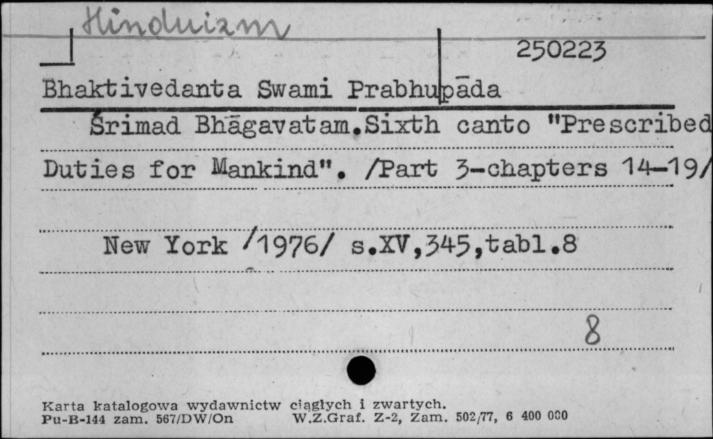 Hinduizm
250223
Bhaktivedanta Swami Prabhupāda
Śrimad Bhāgavatam.Sixth canto "Prescribed
Duties for Mankind". /Part 3-chapters 14-19/
New York /1976/ s.XV,345,tabl.8
8
Karta katalogowa wydawnictw ciągłych i zwartych.
Pu-B-144 zam. 567/DW/On W.Z.Graf. Z-2, Zam. 502/77, 6 400 000